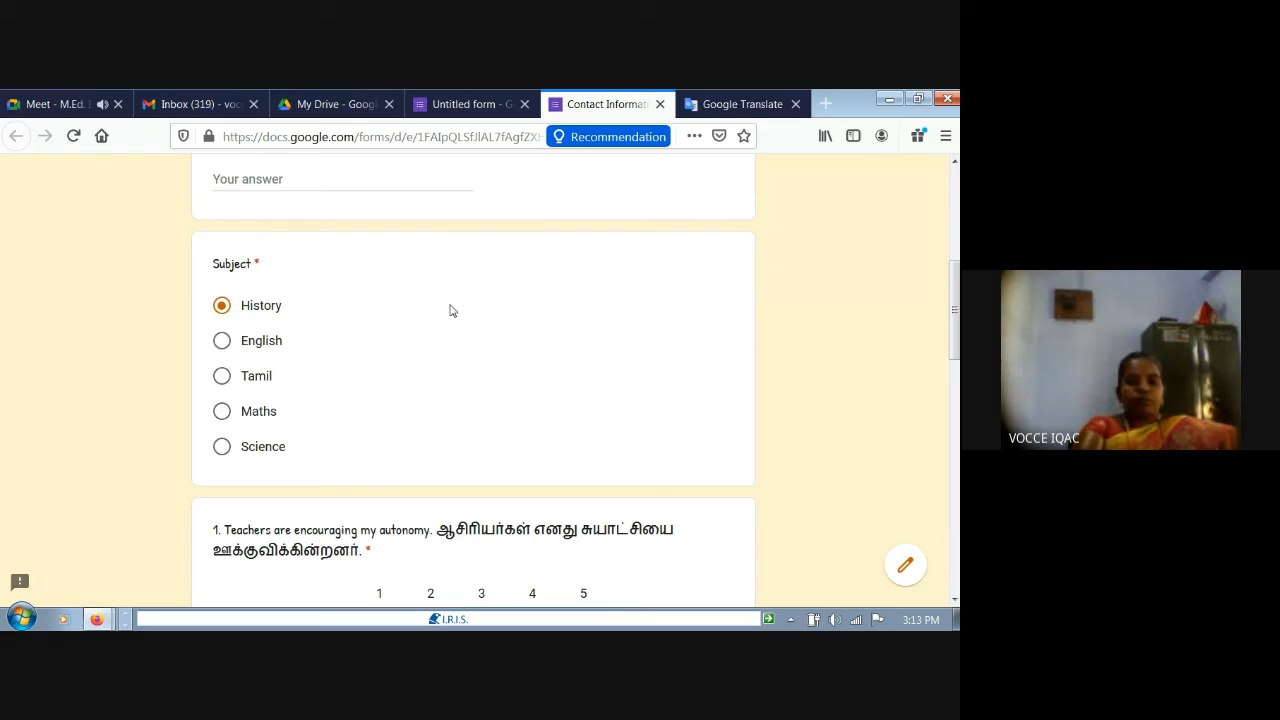 Meet - M.Ed.
Inbox (319) - voc
My Drive - Goog
Untitled form - G
Contact Informat
Google Translate
https://docs.google.com/forms/d/e/1FAIpQLSfJlAL7fAgfZX
Recommendation
Your answer
Subject *
History
English
Tamil
Maths
Science
1. Teachers are encouraging my autonomy. ஆசிரியர்கள் எனது சுயாட்சியை
ஊக்குவிக்கின்றனர். *
1 2 3 4 5
I.R.I.S.
3:13 PM
VOCCE IQAC